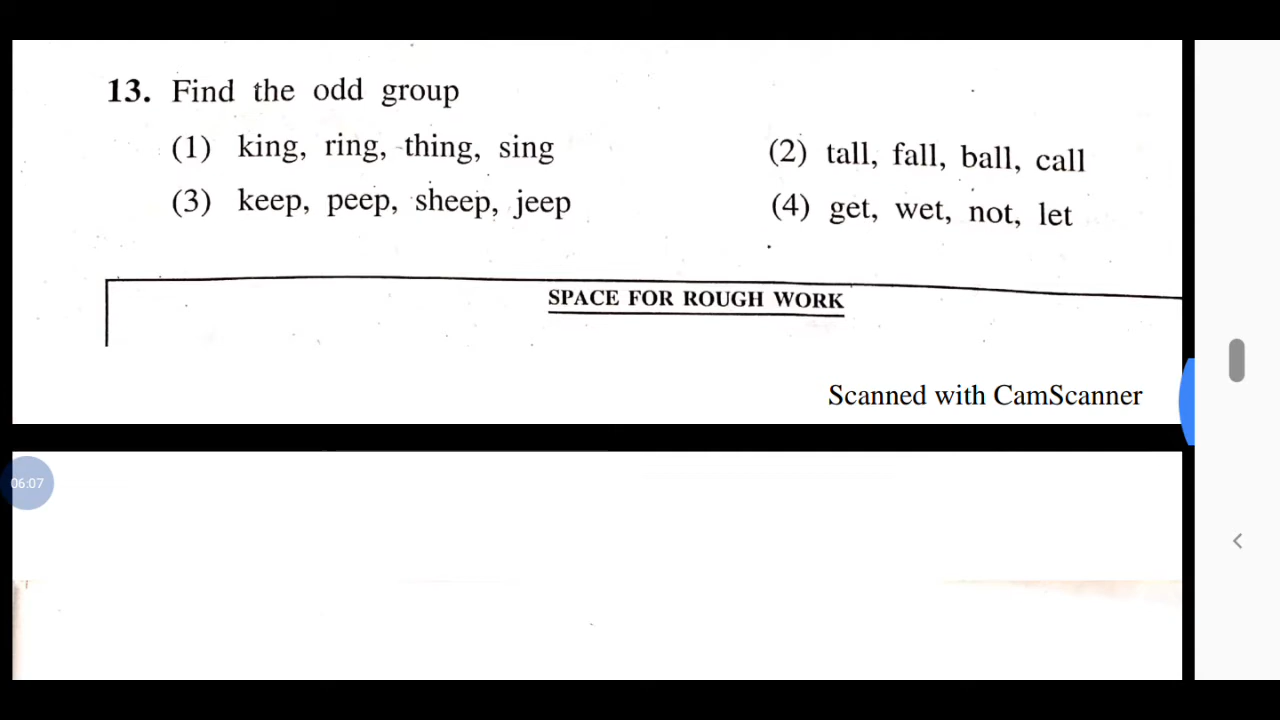 13. Find the odd group
(1) king, ring, thing, sing
(2) tall, fall, ball, call
(3) keep, peep, sheep, jeep
(4) get, wet, not, let
SPACE FOR ROUGH WORK
Scanned with CamScanner
06:07